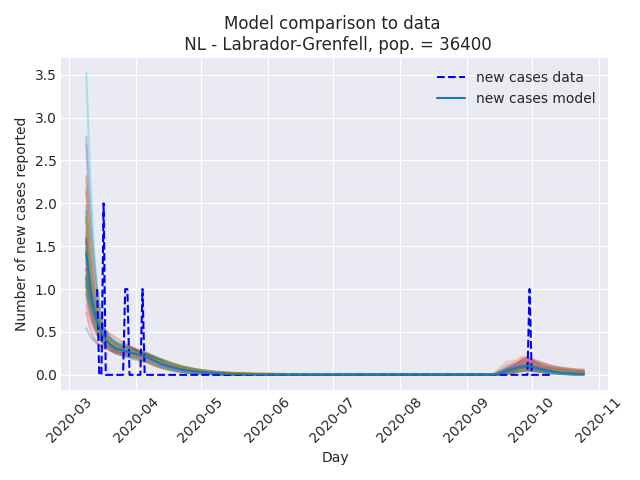 Model comparison to data
NL - Labrador-Grenfell, pop. = 36400
new cases data
new cases model
Number of new cases reported
3.5
3.0
2.5
2.0
1.5
1.0
0.5
0.0
2020-03
2020-04
2020-05
2020-06
2020-07
2020-08
2020-09
2020-10
2020-11
Day